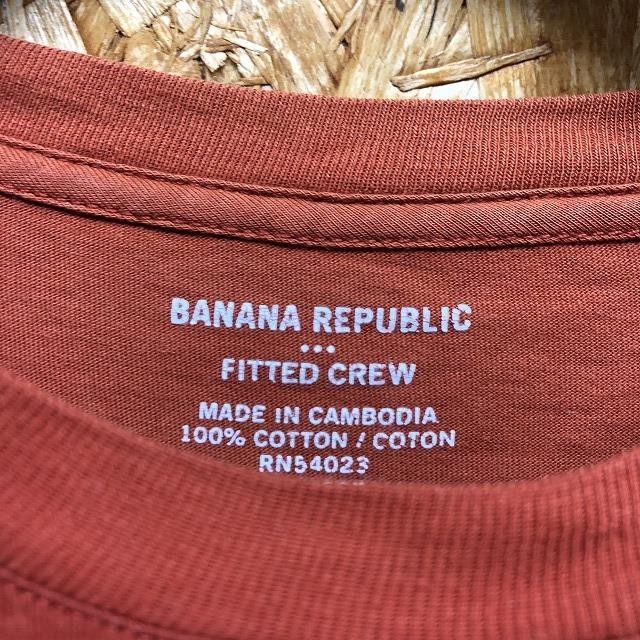 BANANA REPUBLIC
•••
FITTED CREW
MADE IN CAMBODIA
100% COTTON / COTON
RN54023